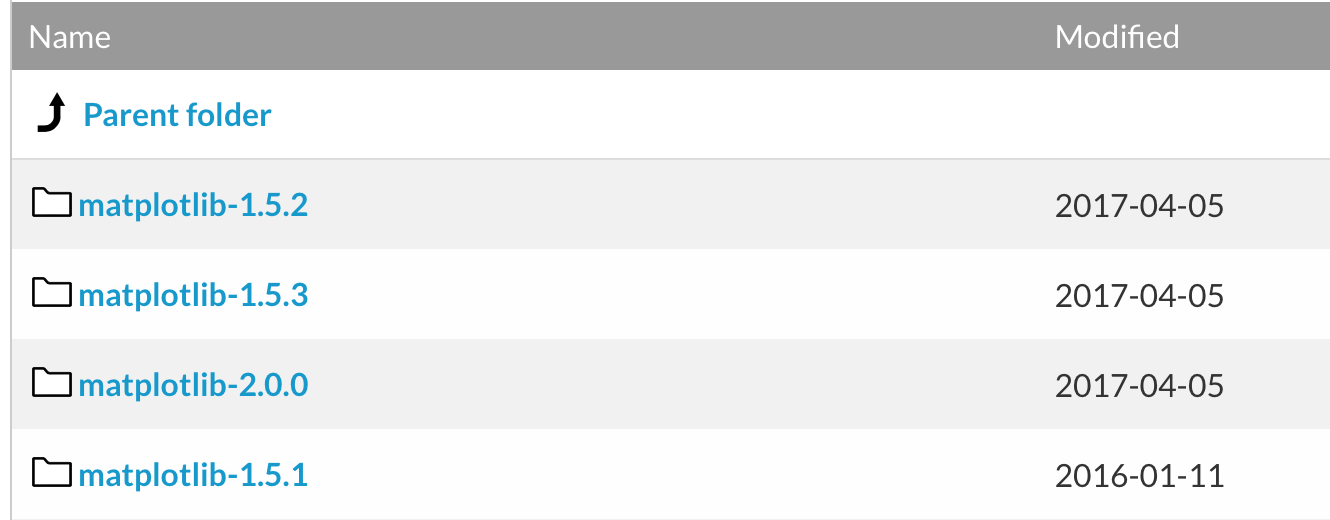 Name Modified
Parent folder
matplotlib-1.5.2 2017-04-05
matplotlib-1.5.3 2017-04-05
matplotlib-2.0.0 2017-04-05
matplotlib-1.5.1 2016-01-11